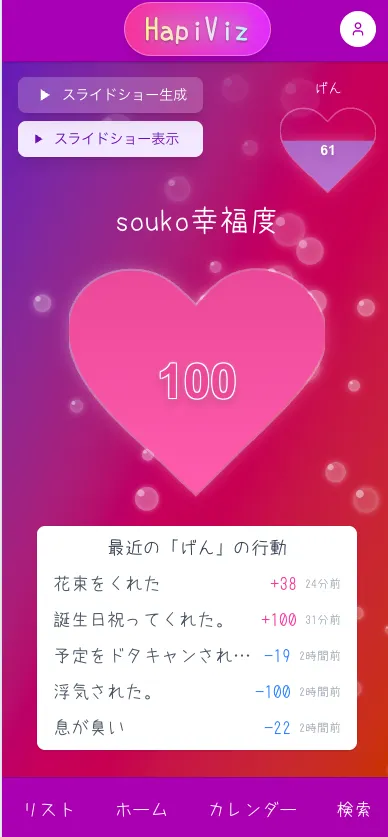 HapiViz
▶ スライドショー生成
▶ スライドショー表示
げん
61
souko幸福度
100
最近の「げん」の行動
花束をくれた +38 24分前
誕生日祝ってくれた。 +100 31分前
予定をドタキャンされ… -19 2時間前
浮気された。 -100 2時間前
息が臭い -22 2時間前
リスト ホーム カレンダー 検索